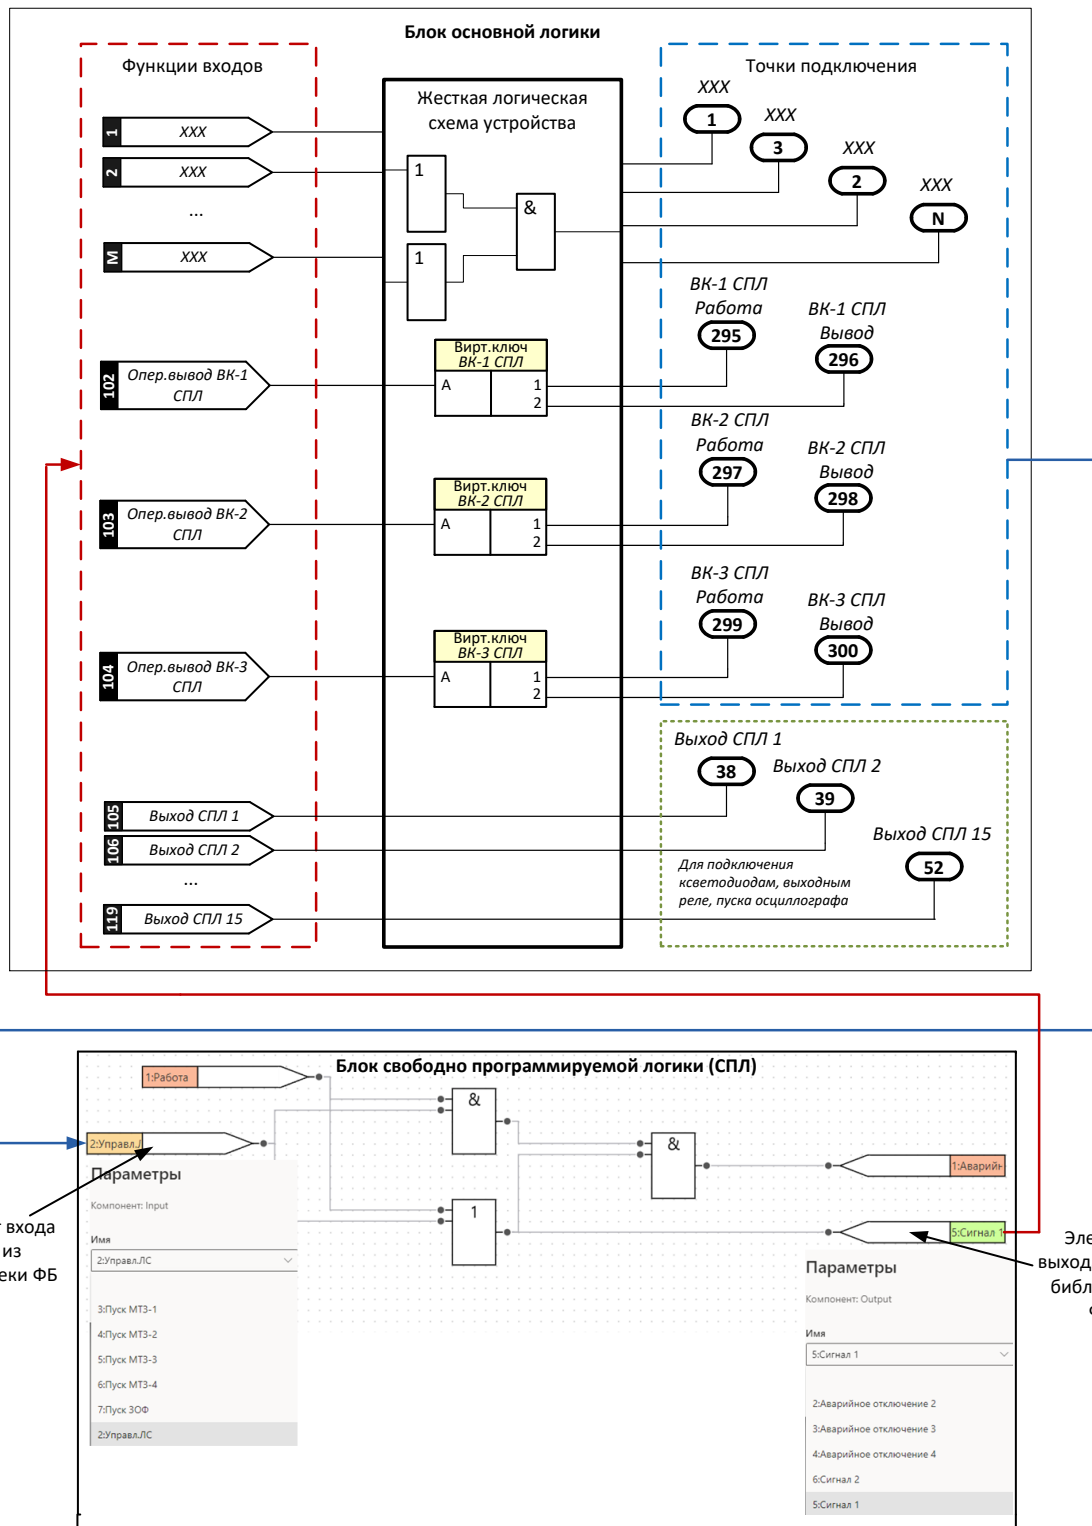 Блок основной логики
Функции входов
Жесткая логическая
схема устройства
Точки подключения
1
XXX
2
XXX
...
M
XXX
1
1
&
XXX
1
XXX
3
XXX
2
XXX
N
102
Опер.вывод ВК-1
СПЛ
Вирт.ключ
ВК-1 СПЛ
A
1
2
ВК-1 СПЛ
Работа
295
ВК-1 СПЛ
Вывод
296
103
Опер.вывод ВК-2
СПЛ
Вирт.ключ
ВК-2 СПЛ
A
1
2
ВК-2 СПЛ
Работа
297
ВК-2 СПЛ
Вывод
298
104
Опер.вывод ВК-3
СПЛ
Вирт.ключ
ВК-3 СПЛ
A
1
2
ВК-3 СПЛ
Работа
299
ВК-3 СПЛ
Вывод
300
105
Выход СПЛ 1
106
Выход СПЛ 2
...
119
Выход СПЛ 15
Выход СПЛ 1
38
Выход СПЛ 2
39
Выход СПЛ 15
52
Для подключения
ксветодиодам, выходным
реле, пуска осциллографа
Блок свободно программируемой логики (СПЛ)
1:Работа
2:Управл.Л
&
1
&
1:Аварийн
5:Сигнал 1
Параметры
Компонент: Input
Имя
2:Управл.ЛС
3:Пуск МТЗ-1
4:Пуск МТЗ-2
5:Пуск МТЗ-3
6:Пуск МТЗ-4
7:Пуск ЗОФ
2:Управл.ЛС
т входа
из
еки ФБ
Параметры
Компонент: Output
Имя
5:Сигнал 1
2:Аварийное отключение 2
3:Аварийное отключение 3
4:Аварийное отключение 4
6:Сигнал 2
5:Сигнал 1
Эле
выход
библ